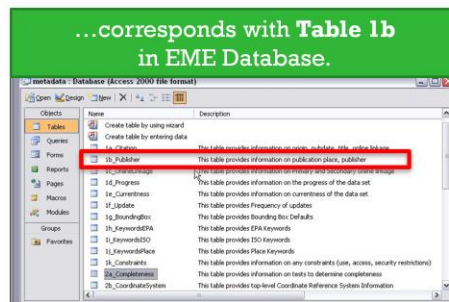 ...corresponds with Table 1b
in EME Database.
metadata : Database (Access 2000 file format)
Open Design New
Objects Name Description
Tables Create table by using wizard
Queries Create table by entering data
Forms 1a_Citation This table provides information on origin, pubdate, title, online linkage
Reports 1b_Publisher This table provides information on publication place, publisher
Pages 1c_OnlineLinkage This table provides information on Primary and Secondary online linkage
Macros 1d_Progress This table provides information on the progress of the data set
Modules 1e_Currentness This table provides information on currentness of the data set
Groups 1f_Update This table provides Frequency of updates
Favorites 1g_BoundingBox This table provides Bounding Box Defaults
1h_KeywordsEPA This table provides EPA Keywords
1i_KeywordsISO This table provides ISO Keywords
1j_KeywordsPlace This table provides Place Keywords
1k_Constraints This table provides information on any constraints (use, access, security restrictions)
2a_Completeness This table provides information on tests to determine completeness
2b_CoordinateSystem This table provides top-level Coordinate Reference System Information